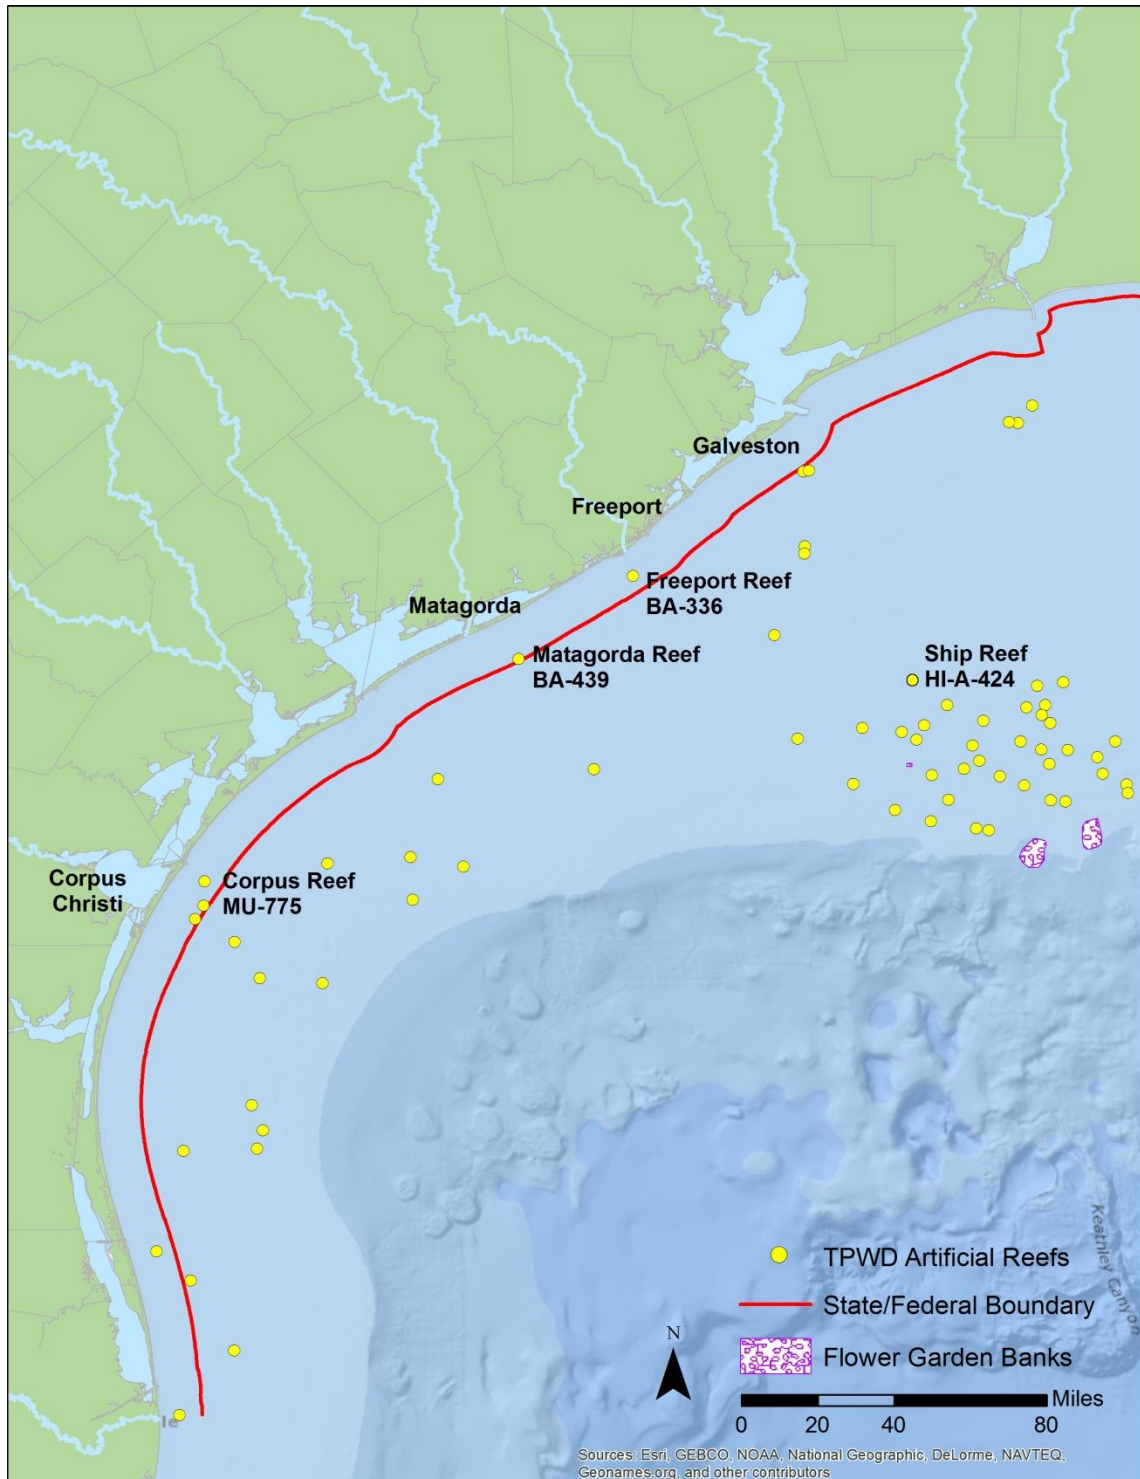 Galveston
Freeport
Freeport Reef
BA-336
Matagorda
Matagorda Reef
BA-439
Ship Reef
HI-A-424
Corpus
Christi
Corpus Reef
MU-775
Keathley Canyon
TPWD Artificial Reefs
State/Federal Boundary
Flower Garden Banks
N
Miles
0 20 40 80
le
Sources: Esri, GEBCO, NOAA, National Geographic, DeLorme, NAVTEQ,
Geonames.org, and other contributors